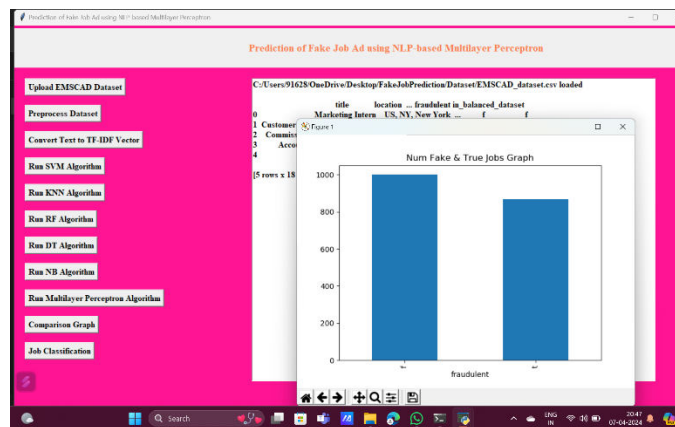 Prediction of Fake Job Ad using NLP-based Multilayer Perceptron
Prediction of Fake Job Ad using NLP-based Multilayer Perceptron
Upload EMSCAD Dataset
Preprocess Dataset
Convert Text to TF-IDF Vector
Run SVM Algorithm
Run KNN Algorithm
Run RF Algorithm
Run DT Algorithm
Run NB Algorithm
Run Multilayer Perceptron Algorithm
Comparison Graph
Job Classification
C:/Users/91628/OneDrive/Desktop/FakeJobPrediction/Dataset/EMSCAD_dataset.csv loaded
title location ... fraudulent in_balanced_dataset
0 Marketing Intern US, NY, New York ... f f
1 Customer
2 Commiss
3 Acco
4
[5 rows x 18
Figure 1
Num Fake & True Jobs Graph
1000
800
600
400
200
0
f t
fraudulent
Search
ENG
IN
20:47
07-04-2024